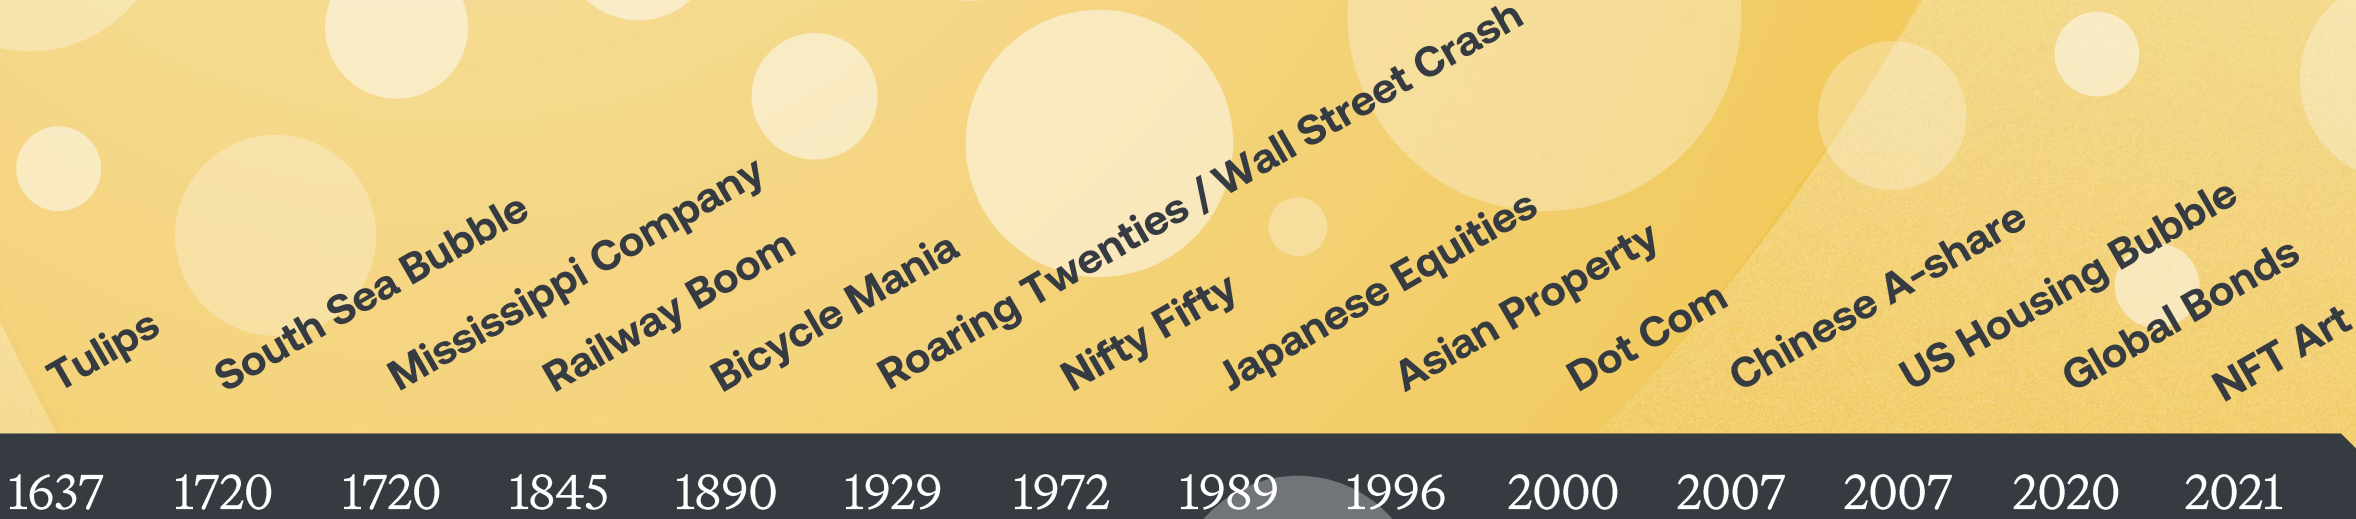 Tulips
South Sea Bubble
Mississippi Company
Railway Boom
Bicycle Mania
Roaring Twenties / Wall Street Crash
Nifty Fifty
Japanese Equities
Asian Property
Dot Com
Chinese A-share
US Housing Bubble
Global Bonds
NFT Art
1637 1720 1720 1845 1890 1929 1972 1989 1996 2000 2007 2007 2020 2021